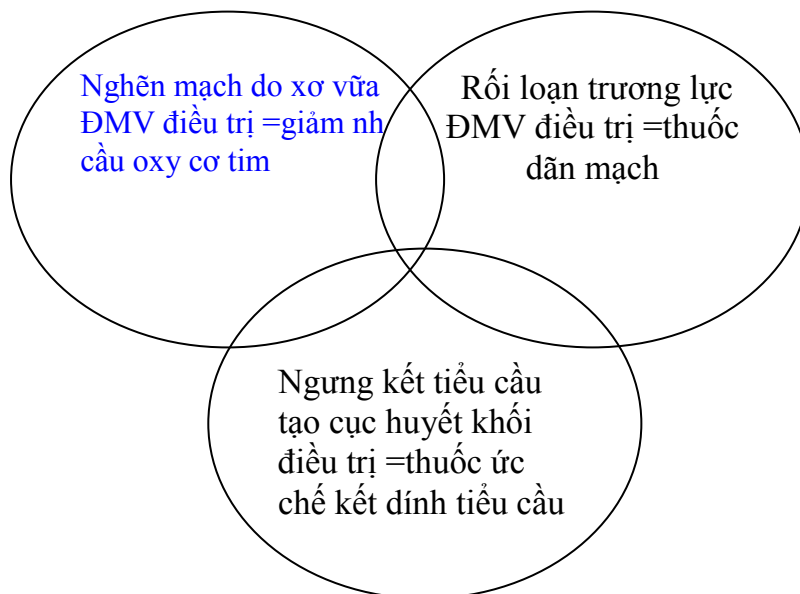 Nghẽn mạch do xơ vữa
ĐMV điều trị =giảm nh
cầu oxy cơ tim
Rối loạn trương lực
ĐMV điều trị =thuốc
dãn mạch
Ngưng kết tiểu cầu
tạo cục huyết khối
điều trị =thuốc ức
chế kết dính tiểu cầu